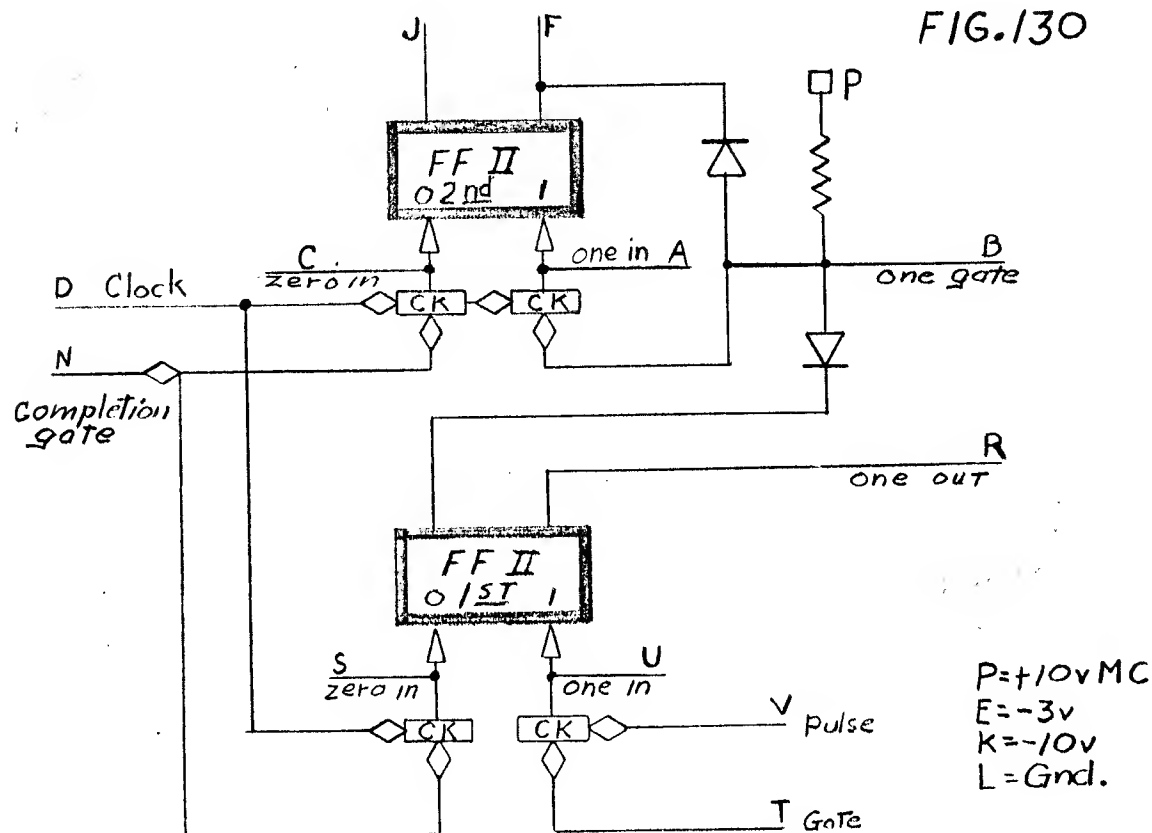 FIG.130
J
F
P
FF II
0 2nd 1
C
zero in
one in A
B
one gate
D Clock
CK
CK
N
Completion
gate
R
one out
FF II
0 1ST 1
S
zero in
U
one in
CK
CK
V
Pulse
T Gate
P=+10v MC
E=-3v
K=-10v
L=Gnd.